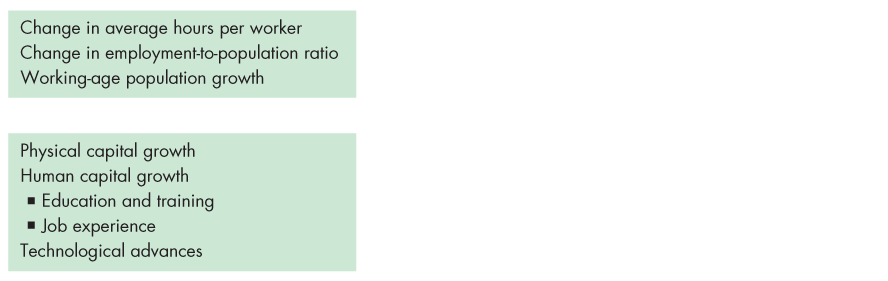 Change in average hours per worker
Change in employment-to-population ratio
Working-age population growth
Physical capital growth
Human capital growth
▪ Education and training
▪ Job experience
Technological advances